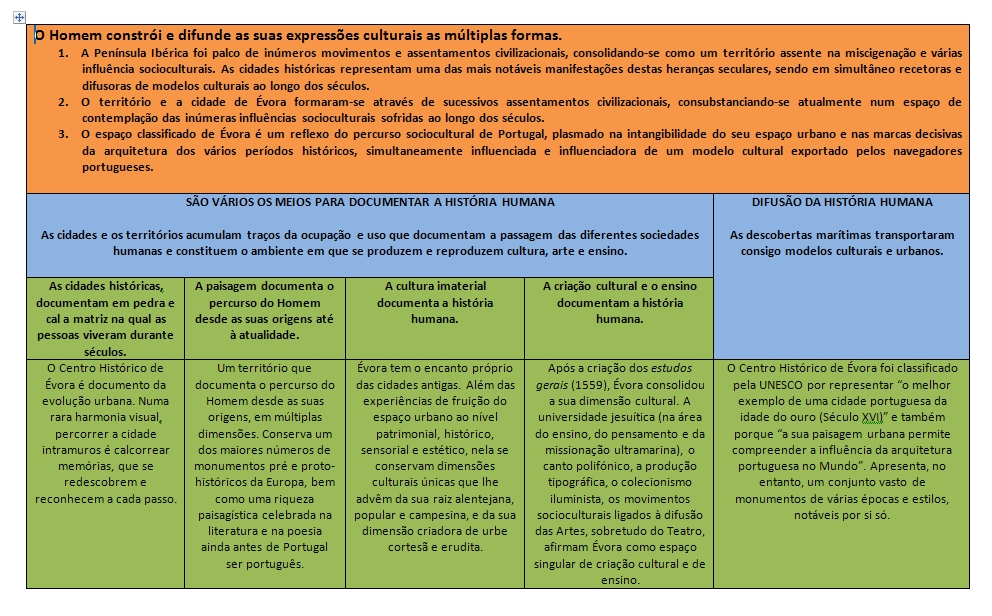 O Homem constrói e difunde as suas expressões culturais as múltiplas formas.
1. A Península Ibérica foi palco de inúmeros movimentos e assentamentos civilizacionais, consolidando-se como um território assente na miscigenação e várias
influência socioculturais. As cidades históricas representam uma das mais notáveis manifestações destas heranças seculares, sendo em simultâneo recetoras e
difusoras de modelos culturais ao longo dos séculos.
2. O território e a cidade de Évora formaram-se através de sucessivos assentamentos civilizacionais, consubstanciando-se atualmente num espaço de
contemplação das inúmeras influências socioculturais sofridas ao longo dos séculos.
3. O espaço classificado de Évora é um reflexo do percurso sociocultural de Portugal, plasmado na intangibilidade do seu espaço urbano e nas marcas decisivas
da arquitetura dos vários períodos históricos, simultaneamente influenciada e influenciadora de um modelo cultural exportado pelos navegadores
portugueses.
SÃO VÁRIOS OS MEIOS PARA DOCUMENTAR A HISTÓRIA HUMANA
As cidades e os territórios acumulam traços da ocupação e uso que documentam a passagem das diferentes sociedades
humanas e constituem o ambiente em que se produzem e reproduzem cultura, arte e ensino.
DIFUSÃO DA HISTÓRIA HUMANA
As descobertas marítimas transportaram
consigo modelos culturais e urbanos.
As cidades históricas,
documentam em pedra e
cal a matriz na qual as
pessoas viveram durante
séculos.
A paisagem documenta o
percurso do Homem
desde as suas origens até
à atualidade.
A cultura imaterial
documenta a história
humana.
A criação cultural e o ensino
documentam a história
humana.
O Centro Histórico de
Évora é documento da
evolução urbana. Numa
rara harmonia visual,
percorrer a cidade
intramuros é calcorrear
memórias, que se
redescobrem e
reconhecem a cada passo.
Um território que
documenta o percurso do
Homem desde as suas
origens, em múltiplas
dimensões. Conserva um
dos maiores números de
monumentos pré e proto-
históricos da Europa, bem
como uma riqueza
paisagística celebrada na
literatura e na poesia
ainda antes de Portugal
ser português.
Évora tem o encanto próprio
das cidades antigas. Além das
experiências de fruição do
espaço urbano ao nível
patrimonial, histórico,
sensorial e estético, nela se
conservam dimensões
culturais únicas que lhe
advêm da sua raiz alentejana,
popular e campesina, e da sua
dimensão criadora de urbe
cortesã e erudita.
Após a criação dos estudos
gerais (1559), Évora consolidou
a sua dimensão cultural. A
universidade jesuítica (na área
do ensino, do pensamento e da
missionação ultramarina), o
canto polifónico, a produção
tipográfica, o colecionismo
iluminista, os movimentos
socioculturais ligados à difusão
das Artes, sobretudo do Teatro,
afirmam Évora como espaço
singular de criação cultural e de
ensino.
O Centro Histórico de Évora foi classificado
pela UNESCO por representar “o melhor
exemplo de uma cidade portuguesa da
idade do ouro (Século XVI)” e também
porque “a sua paisagem urbana permite
compreender a influência da arquitetura
portuguesa no Mundo”. Apresenta, no
entanto, um conjunto vasto de
monumentos de várias épocas e estilos,
notáveis por si só.